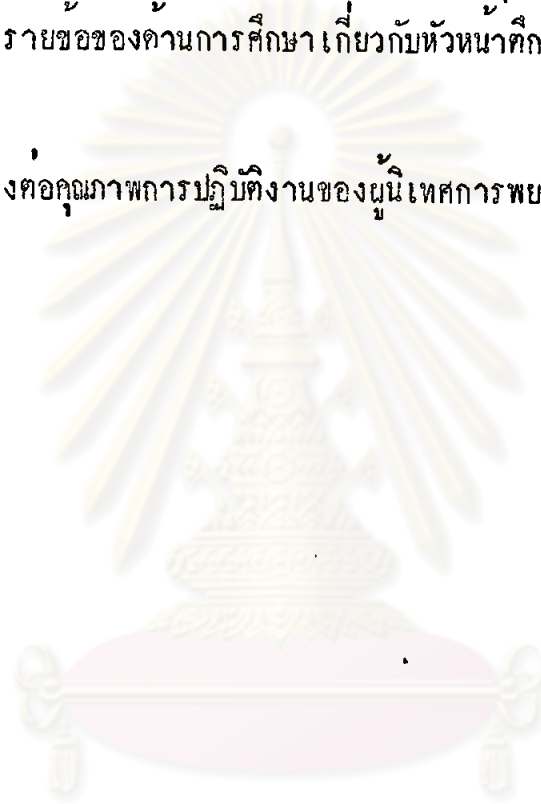 รายข้อของด้านการศึกษาเกี่ยวกับหัวหน้าตึก
งต่อคุณภาพการปฏิบัติงานของผู้นิเทศการพย